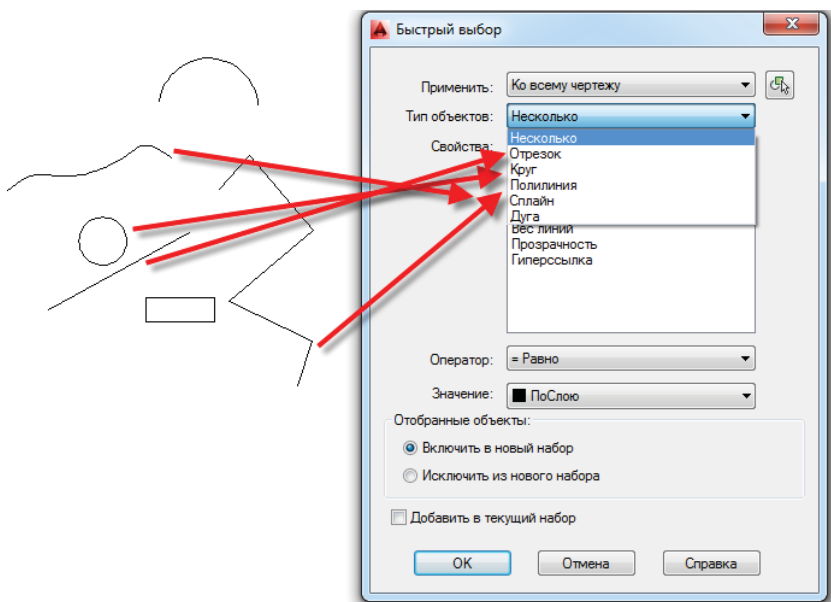 Быстрый выбор
Применить: Ко всему чертежу
Тип объектов: Несколько
Свойства: Несколько
Отрезок
Круг
Полилиния
Сплайн
Дуга
Вес линий
Прозрачность
Гиперссылка
Оператор: = Равно
Значение: ПоСлою
Отобранные объекты:
Включить в новый набор
Исключить из нового набора
Добавить в текущий набор
OK Отмена Справка